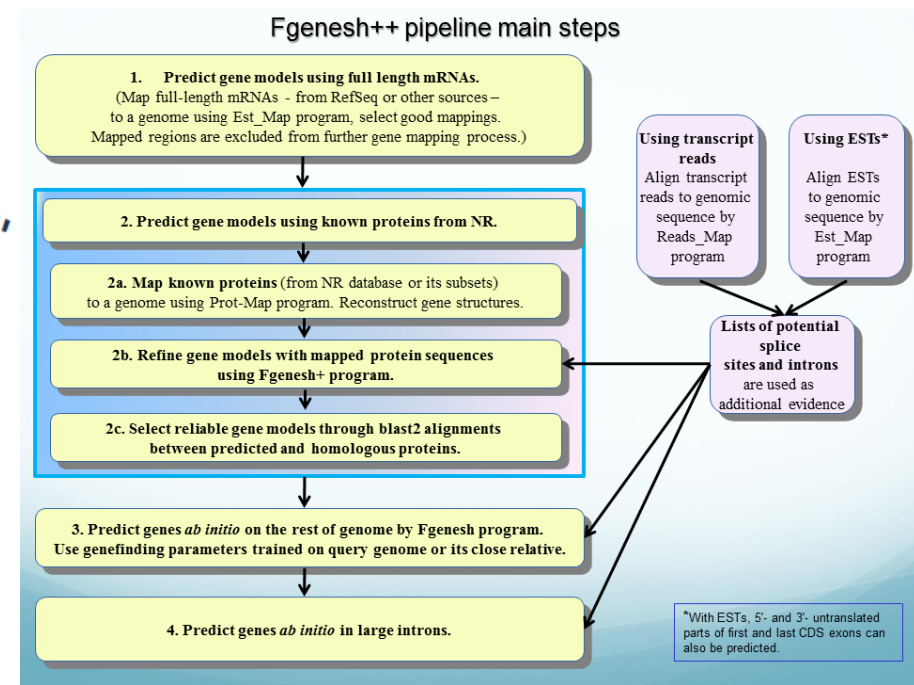 Fgenesh++ pipeline main steps
1. Predict gene models using full length mRNAs.
(Map full-length mRNAs - from RefSeq or other sources –
to a genome using Est_Map program, select good mappings.
Mapped regions are excluded from further gene mapping process.)
2. Predict gene models using known proteins from NR.
2a. Map known proteins (from NR database or its subsets)
to a genome using Prot-Map program. Reconstruct gene structures.
2b. Refine gene models with mapped protein sequences
using Fgenesh+ program.
2c. Select reliable gene models through blast2 alignments
between predicted and homologous proteins.
3. Predict genes ab initio on the rest of genome by Fgenesh program.
Use genefinding parameters trained on query genome or its close relative.
4. Predict genes ab initio in large introns.
Using transcript
reads
Align transcript
reads to genomic
sequence by
Reads_Map
program
Using ESTs*
Align ESTs
to genomic
sequence by
Est_Map
program
Lists of potential
splice
sites and introns
are used as
additional evidence
*With ESTs, 5'- and 3'- untranslated
parts of first and last CDS exons can
also be predicted.